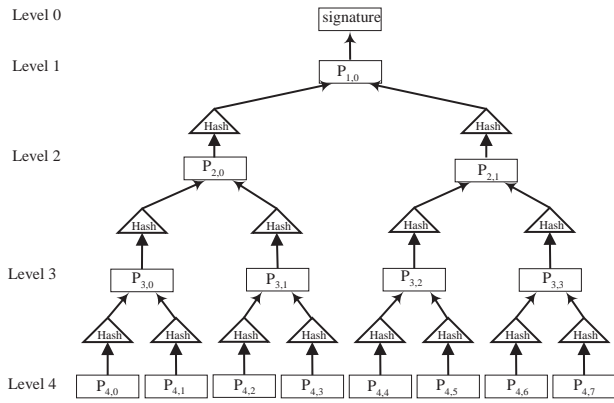 Level 0
signature
Level 1
P1,0
Hash
Hash
Level 2
P2,0
P2,1
Hash
Hash
Hash
Hash
Level 3
P3,0
P3,1
P3,2
P3,3
Hash
Hash
Hash
Hash
Hash
Hash
Hash
Hash
Level 4
P4,0
P4,1
P4,2
P4,3
P4,4
P4,5
P4,6
P4,7